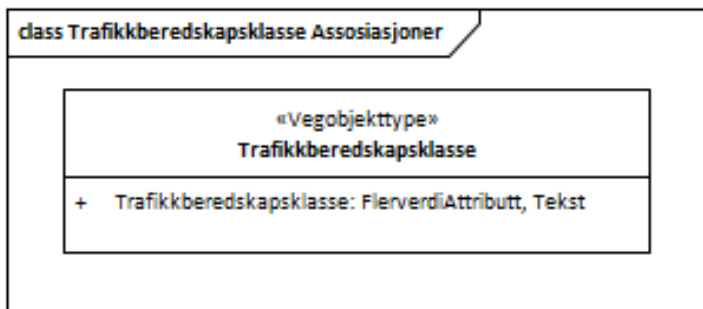 class Trafikkberedskapsklasse Assosiasjoner
«Vegobjekttype»
Trafikkberedskapsklasse
+ Trafikkberedskapsklasse: FlerverdiAttributt, Tekst